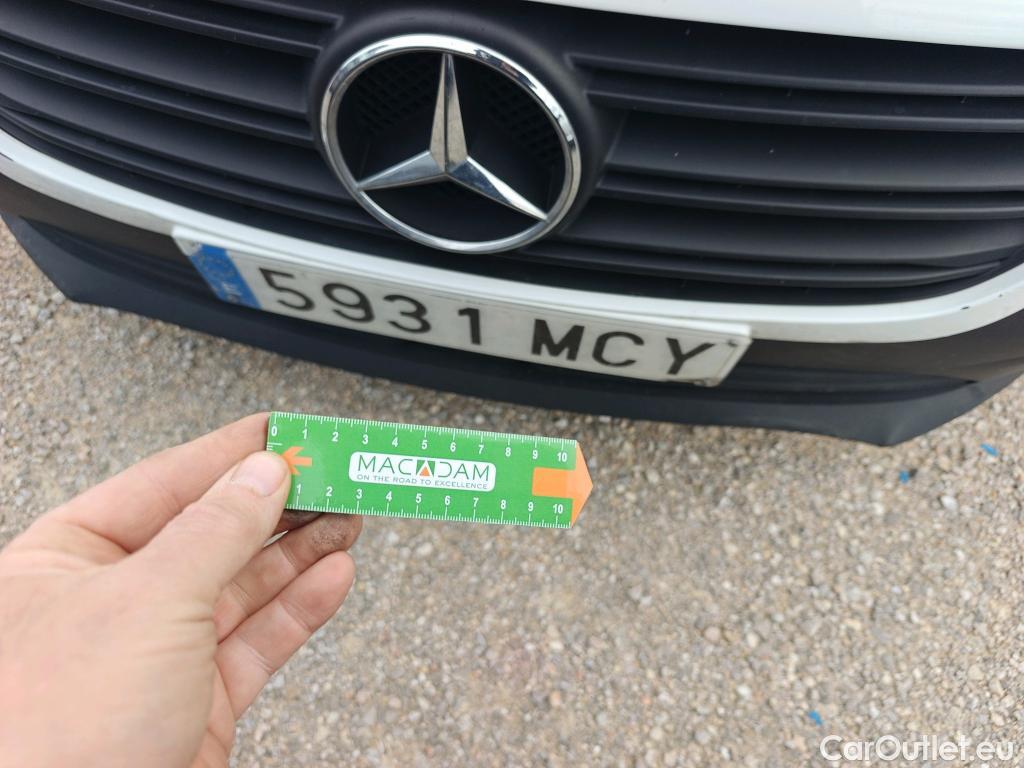 5931 MCY
0 1 2 3 4 5 6 7 8 9 10
MACADAM
ON THE ROAD TO EXCELLENCE
1 2 3 4 5 6 7 8 9 10
CarOutlet.eu